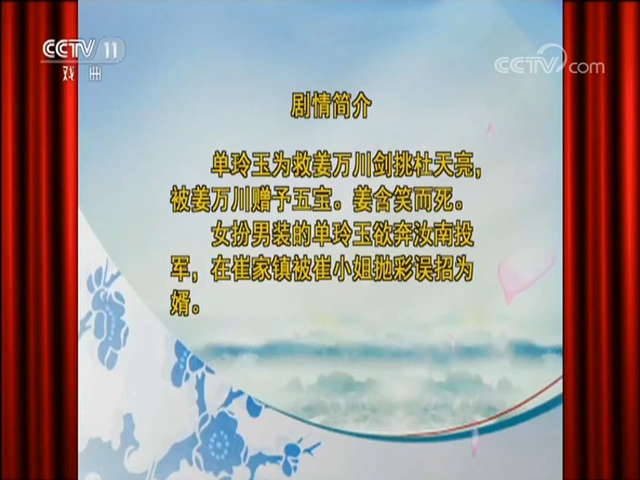 CCTV 11
戏曲
CCTV.com
剧情简介
单玲玉为救姜万川剑挑杜天亮，
被姜万川赠予五宝。姜含笑而死。
女扮男装的单玲玉欲奔汝南投
军，在崔家镇被崔小姐抛彩误招为
婿。